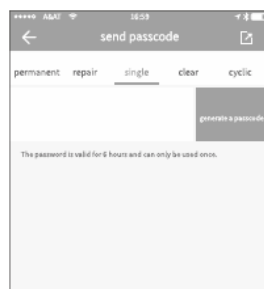 A&AT 16:59
send passcode
permanent repair single clear cyclic
generate a passcode
The password is valid for 6 hours and can only be used once.